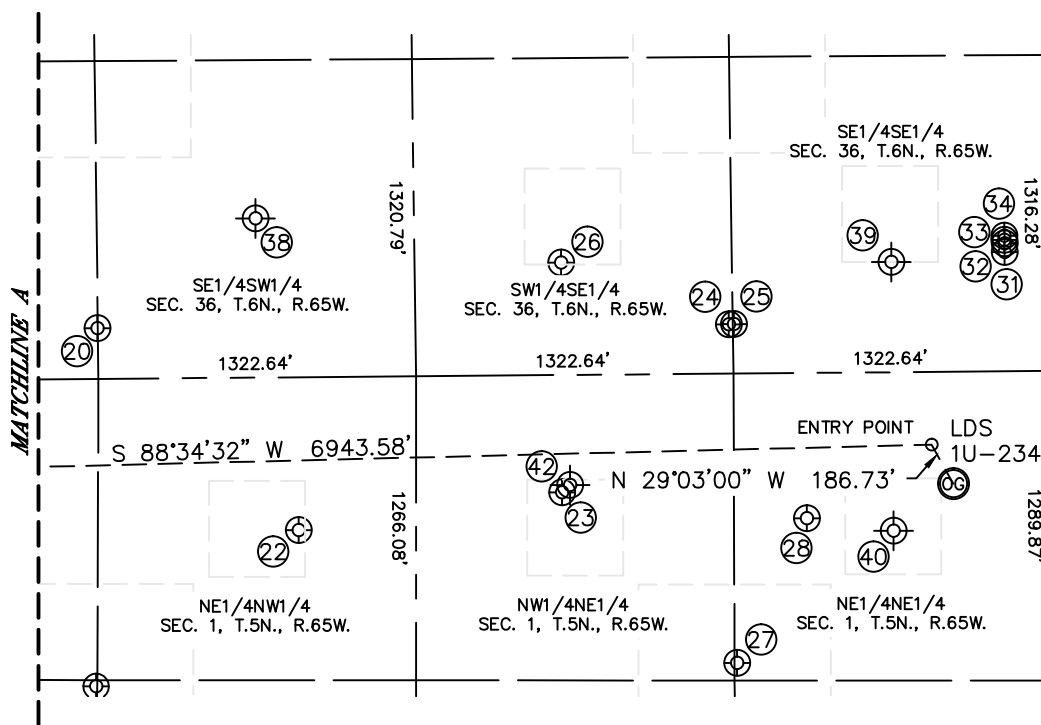 SE1/4SE1/4
SEC. 36, T.6N., R.65W.
1320.79'
1316.28'
34
33
39
38
26
32
31
SE1/4SW1/4
SEC. 36, T.6N., R.65W.
SW1/4SE1/4
SEC. 36, T.6N., R.65W.
24
25
20
1322.64'
1322.64'
1322.64'
MATCHLINE A
ENTRY POINT
LDS
1U-234
S 88°34'32" W 6943.58'
42
N 29°03'00" W 186.73'
OG
1266.08'
1289.87'
23
22
28
40
NE1/4NW1/4
SEC. 1, T.5N., R.65W.
NW1/4NE1/4
SEC. 1, T.5N., R.65W.
NE1/4NE1/4
SEC. 1, T.5N., R.65W.
27